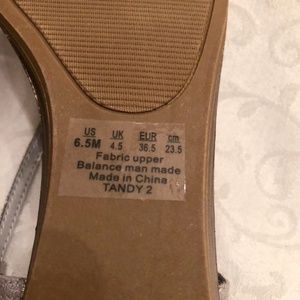 US UK EUR cm
6.5M 4.5 36.5 23.5
Fabric upper
Balance man made
Made in China
TANDY 2